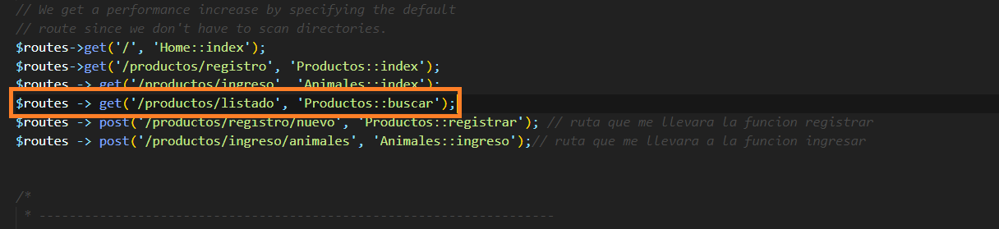 // We get a performance increase by specifying the default
// route since we don't have to scan directories.
$routes->get('/', 'Home::index');
$routes->get('/productos/registro', 'Productos::index');
$routes -> get('/productos/ingreso', 'Animales::index');
$routes -> get('/productos/listado', 'Productos::buscar');
$routes -> post('/productos/registro/nuevo', 'Productos::registrar'); // ruta que me llevara la funcion registrar
$routes -> post('/productos/ingreso/animales', 'Animales::ingreso');// ruta que me llevara a la funcion ingresar
/*
* --------------------------------------------------------------------